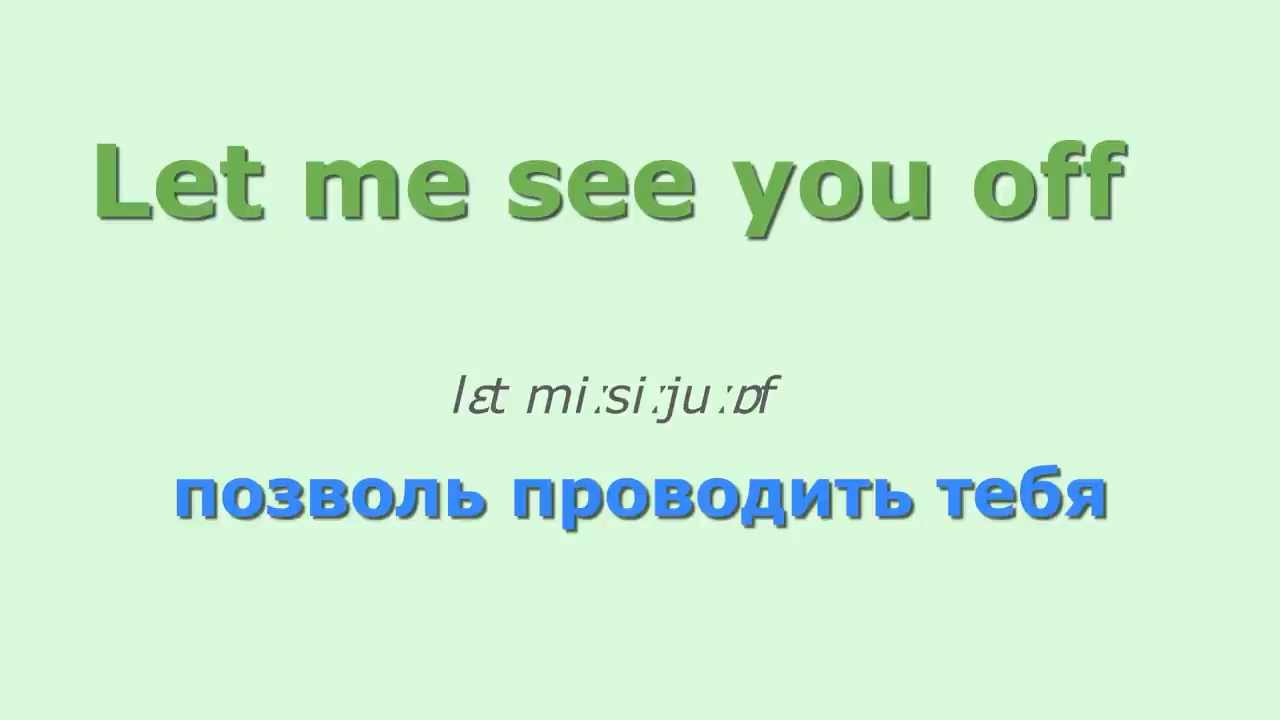 Let me see you off
lɛt miːsiːjuːɒf
позволь проводить тебя